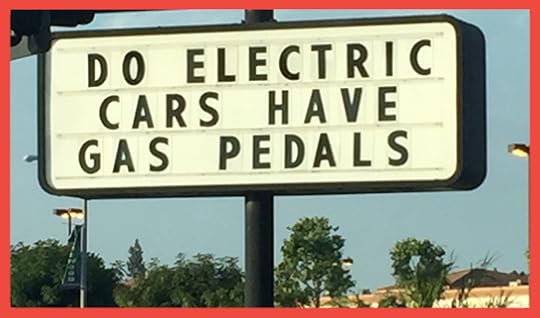 DO ELECTRIC
CARS HAVE
GAS PEDALS